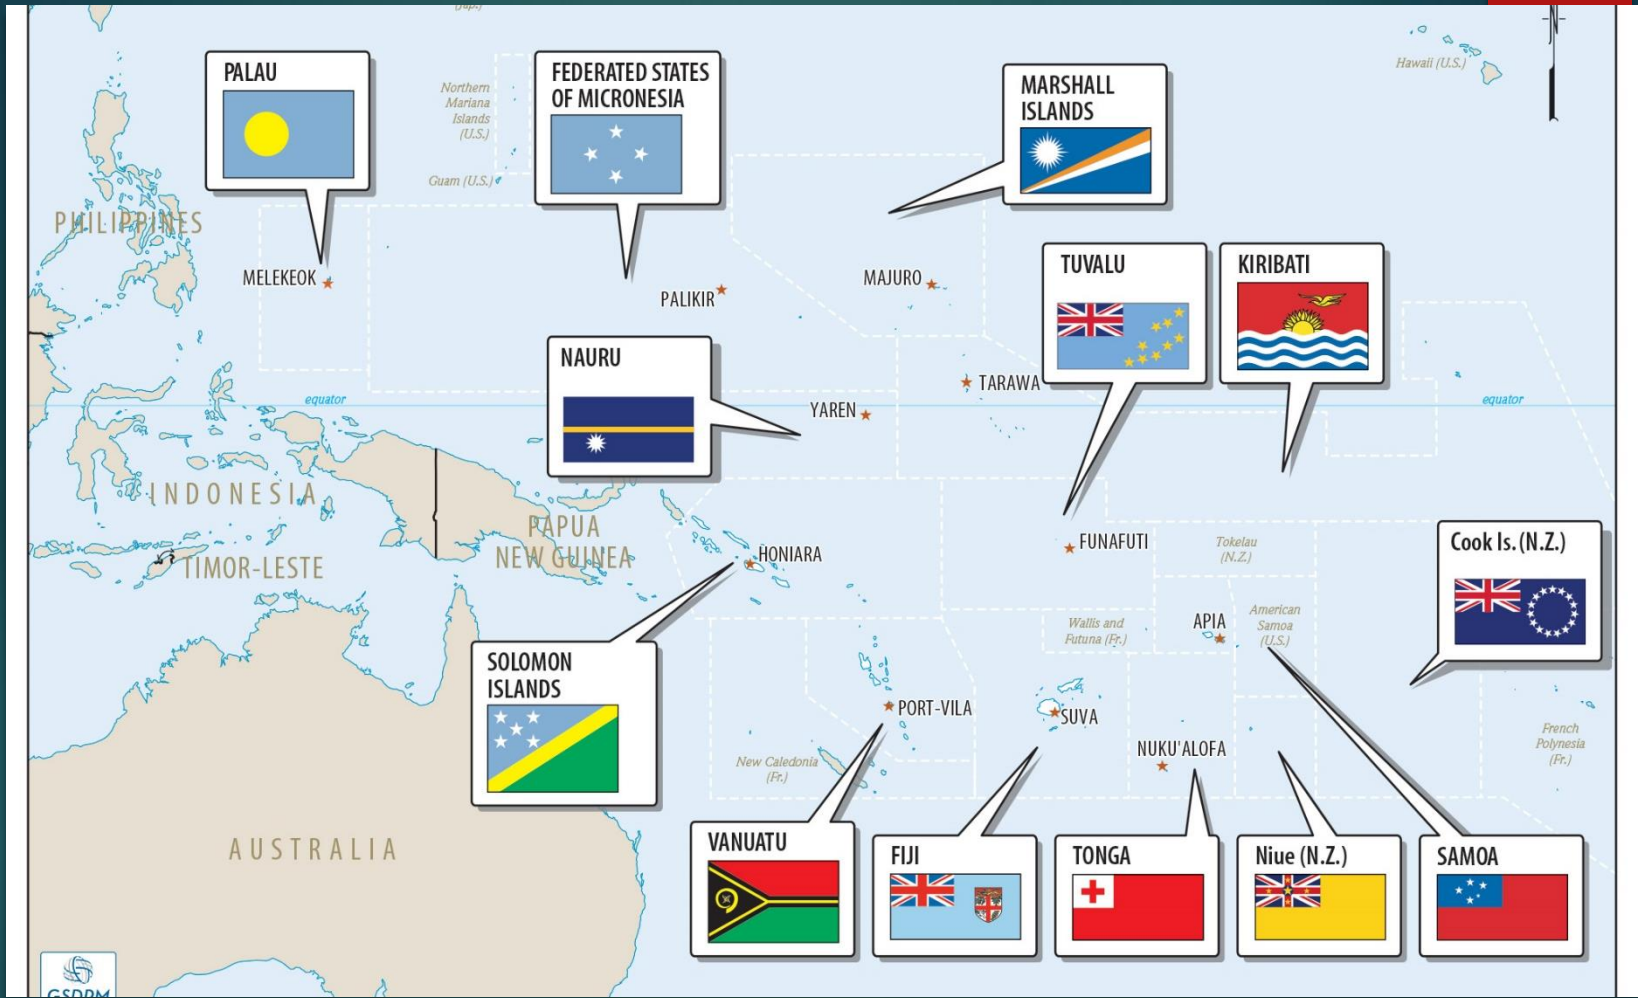 PALAU
FEDERATED STATES
OF MICRONESIA
MARSHALL
ISLANDS
Northern
Mariana
Islands
(U.S.)
Guam (U.S.)
Hawaii (U.S.)
N
PHILIPPINES
MELEKEOK
PALIKIR
MAJURO
TUVALU
KIRIBATI
NAURU
TARAWA
YAREN
equator
equator
INDONESIA
PAPUA
NEW GUINEA
TIMOR-LESTE
HONIARA
FUNAFUTI
Tokelau
(N.Z.)
Cook Is. (N.Z.)
Wallis and
Futuna (Fr.)
APIA
American
Samoa
(U.S.)
SOLOMON
ISLANDS
PORT-VILA
SUVA
NUKU'ALOFA
New Caledonia
(Fr.)
French
Polynesia
(Fr.)
AUSTRALIA
VANUATU
FIJI
TONGA
Niue (N.Z.)
SAMOA
GSDPM